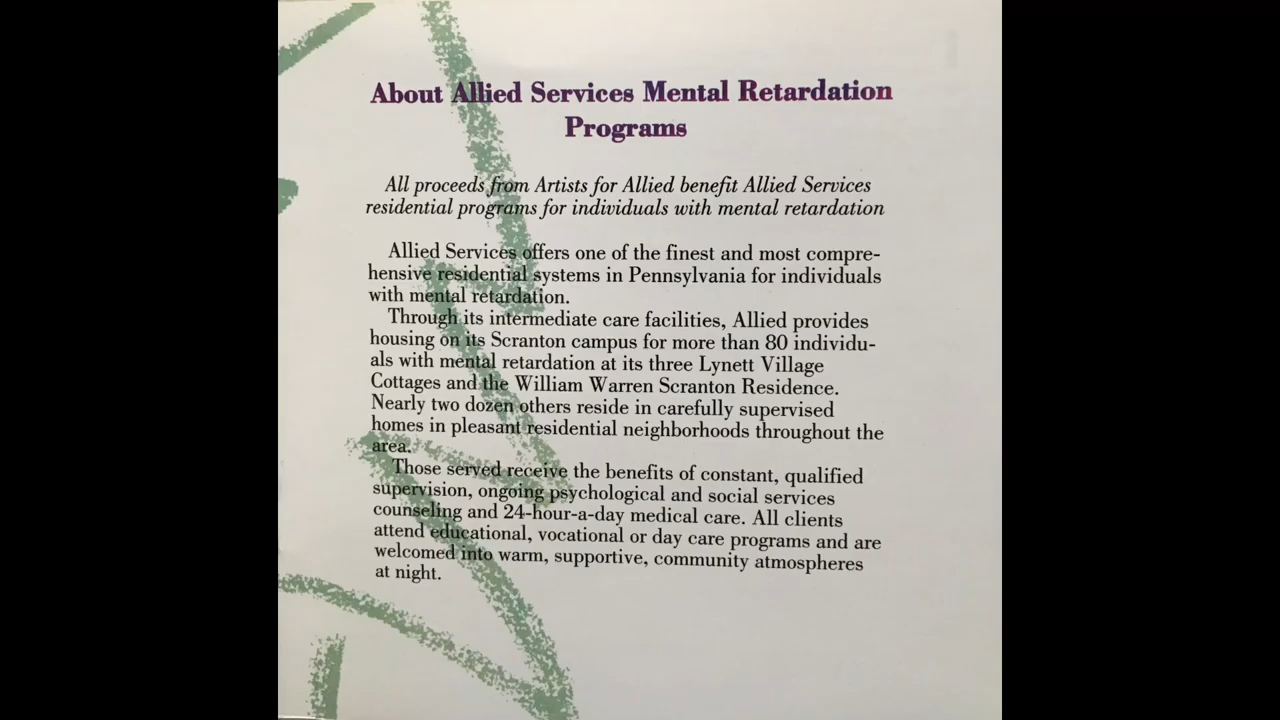 About Allied Services Mental Retardation
Programs
All proceeds from Artists for Allied benefit Allied Services
residential programs for individuals with mental retardation
Allied Services offers one of the finest and most compre-
hensive residential systems in Pennsylvania for individuals
with mental retardation.
Through its intermediate care facilities, Allied provides
housing on its Scranton campus for more than 80 individu-
als with mental retardation at its three Lynett Village
Cottages and the William Warren Scranton Residence.
Nearly two dozen others reside in carefully supervised
homes in pleasant residential neighborhoods throughout the
area.
Those served receive the benefits of constant, qualified
supervision, ongoing psychological and social services
counseling and 24-hour-a-day medical care. All clients
attend educational, vocational or day care programs and are
welcomed into warm, supportive, community atmospheres
at night.